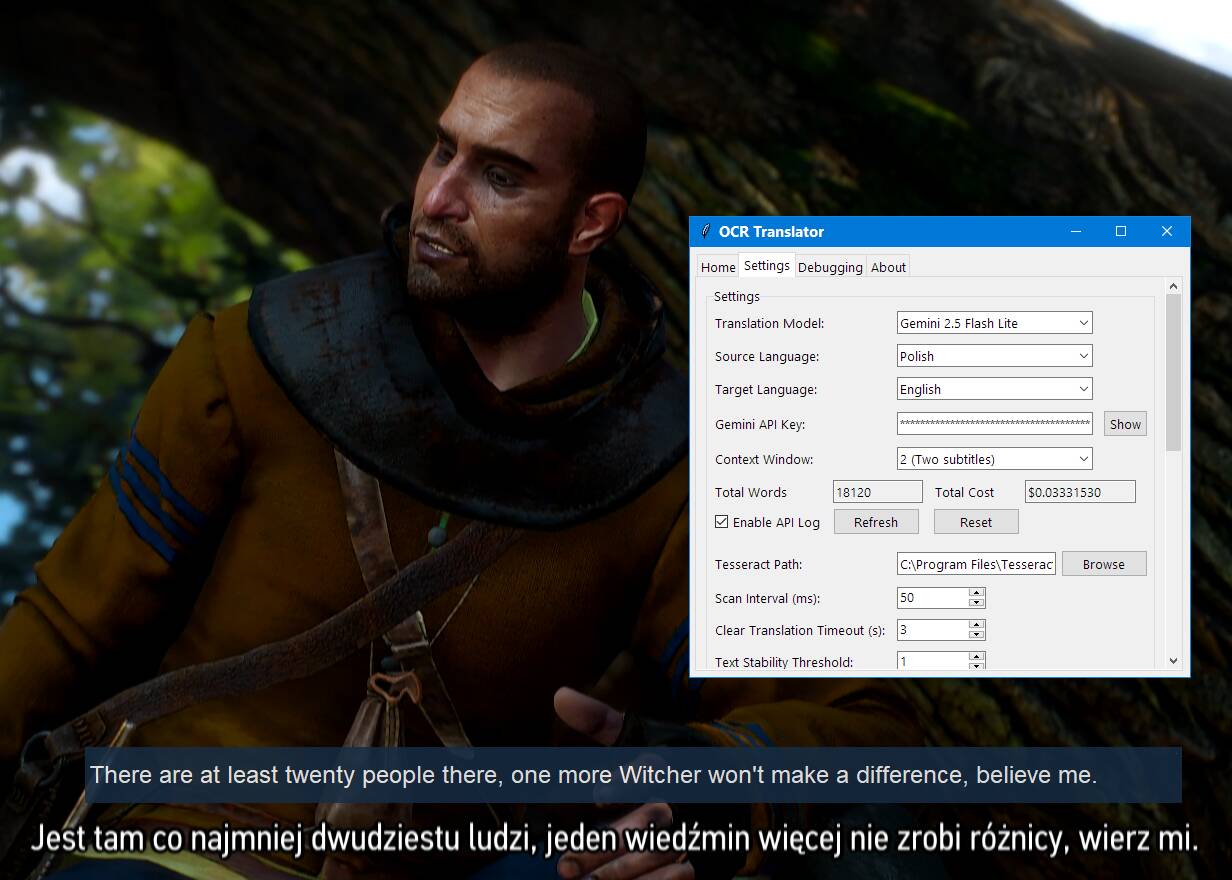 OCR Translator
Home Settings Debugging About
Settings
Translation Model: Gemini 2.5 Flash Lite
Source Language: Polish
Target Language: English
Gemini API Key: ************************************** Show
Context Window: 2 (Two subtitles)
Total Words 18120 Total Cost $0.03331530
Enable API Log Refresh Reset
Tesseract Path: C:\Program Files\Tesserac Browse
Scan Interval (ms): 50
Clear Translation Timeout (s): 3
Text Stability Threshold: 1
There are at least twenty people there, one more Witcher won't make a difference, believe me.
Jest tam co najmniej dwudziestu ludzi, jeden wiedźmin więcej nie zrobi różnicy, wierz mi.